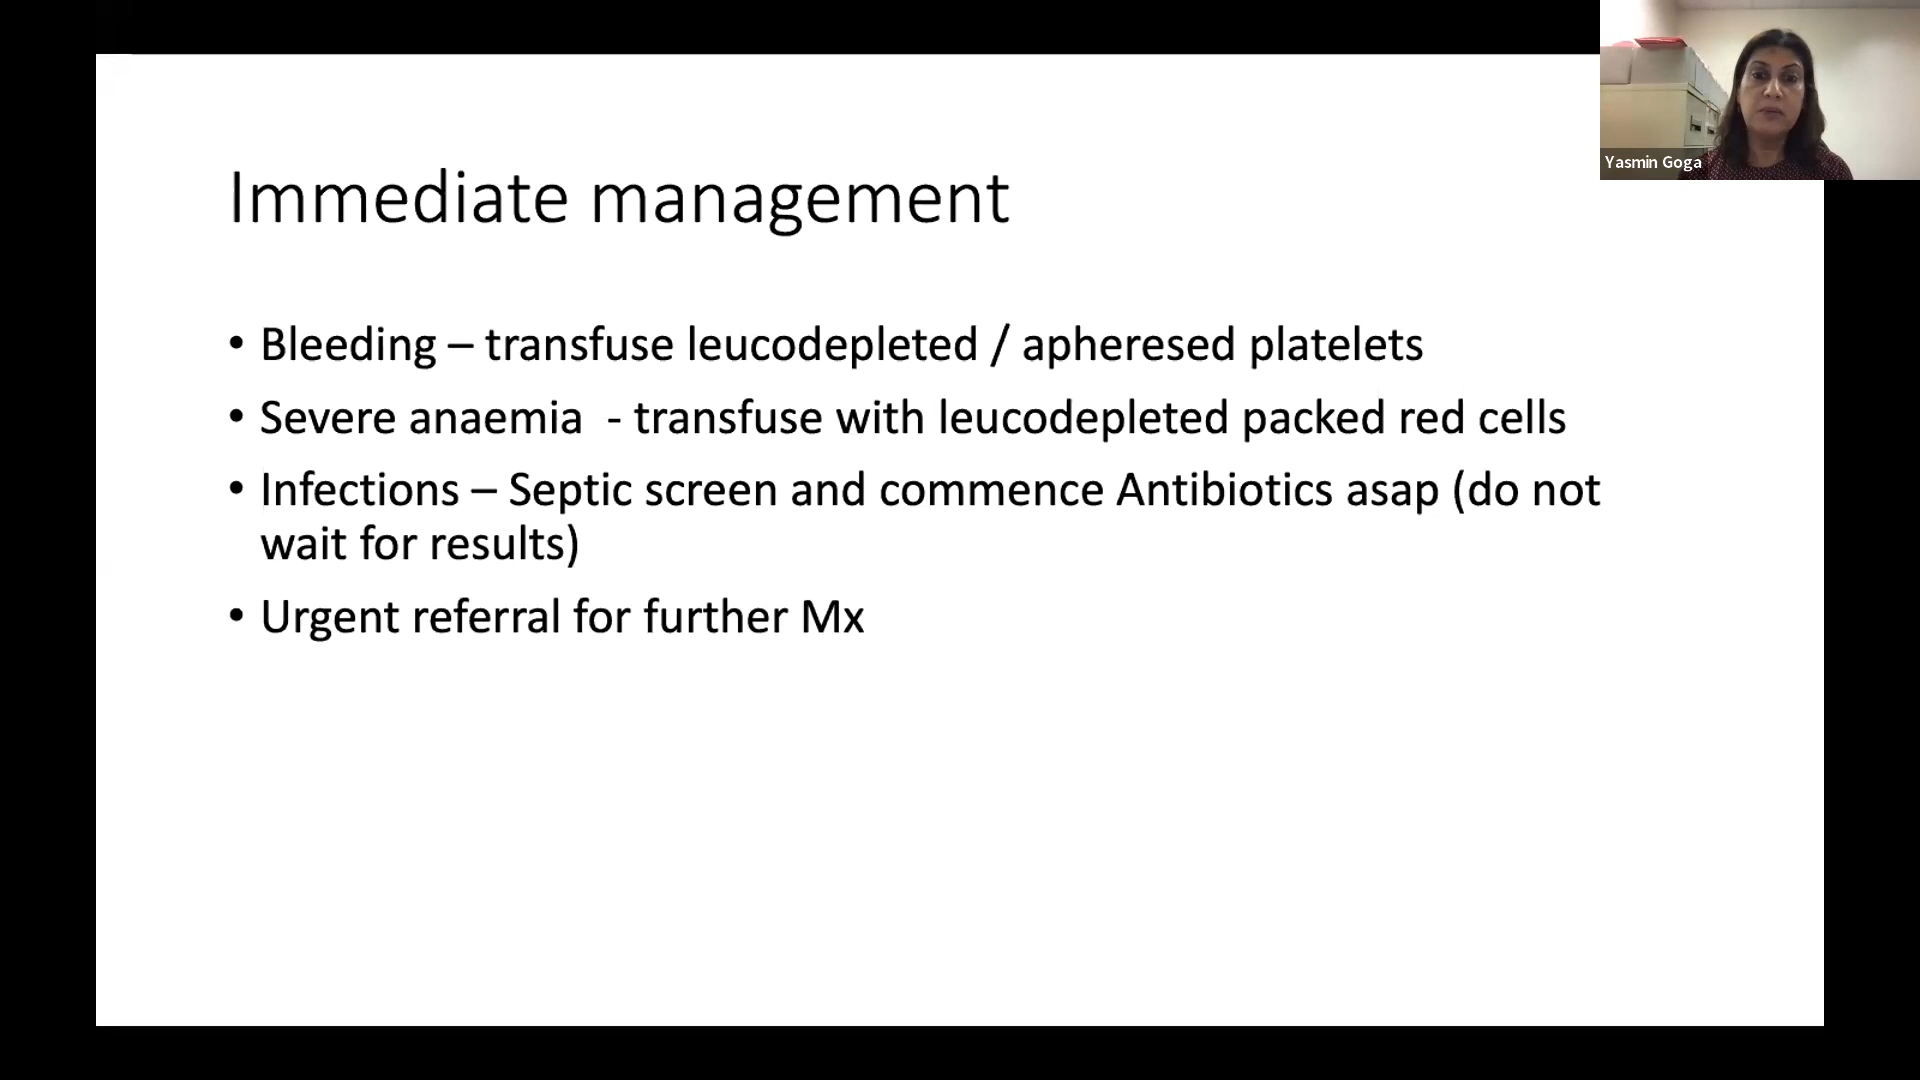 Yasmin Goga
Immediate management
• Bleeding – transfuse leucodepleted / apheresed platelets
• Severe anaemia  - transfuse with leucodepleted packed red cells
• Infections – Septic screen and commence Antibiotics asap (do not
wait for results)
• Urgent referral for further Mx